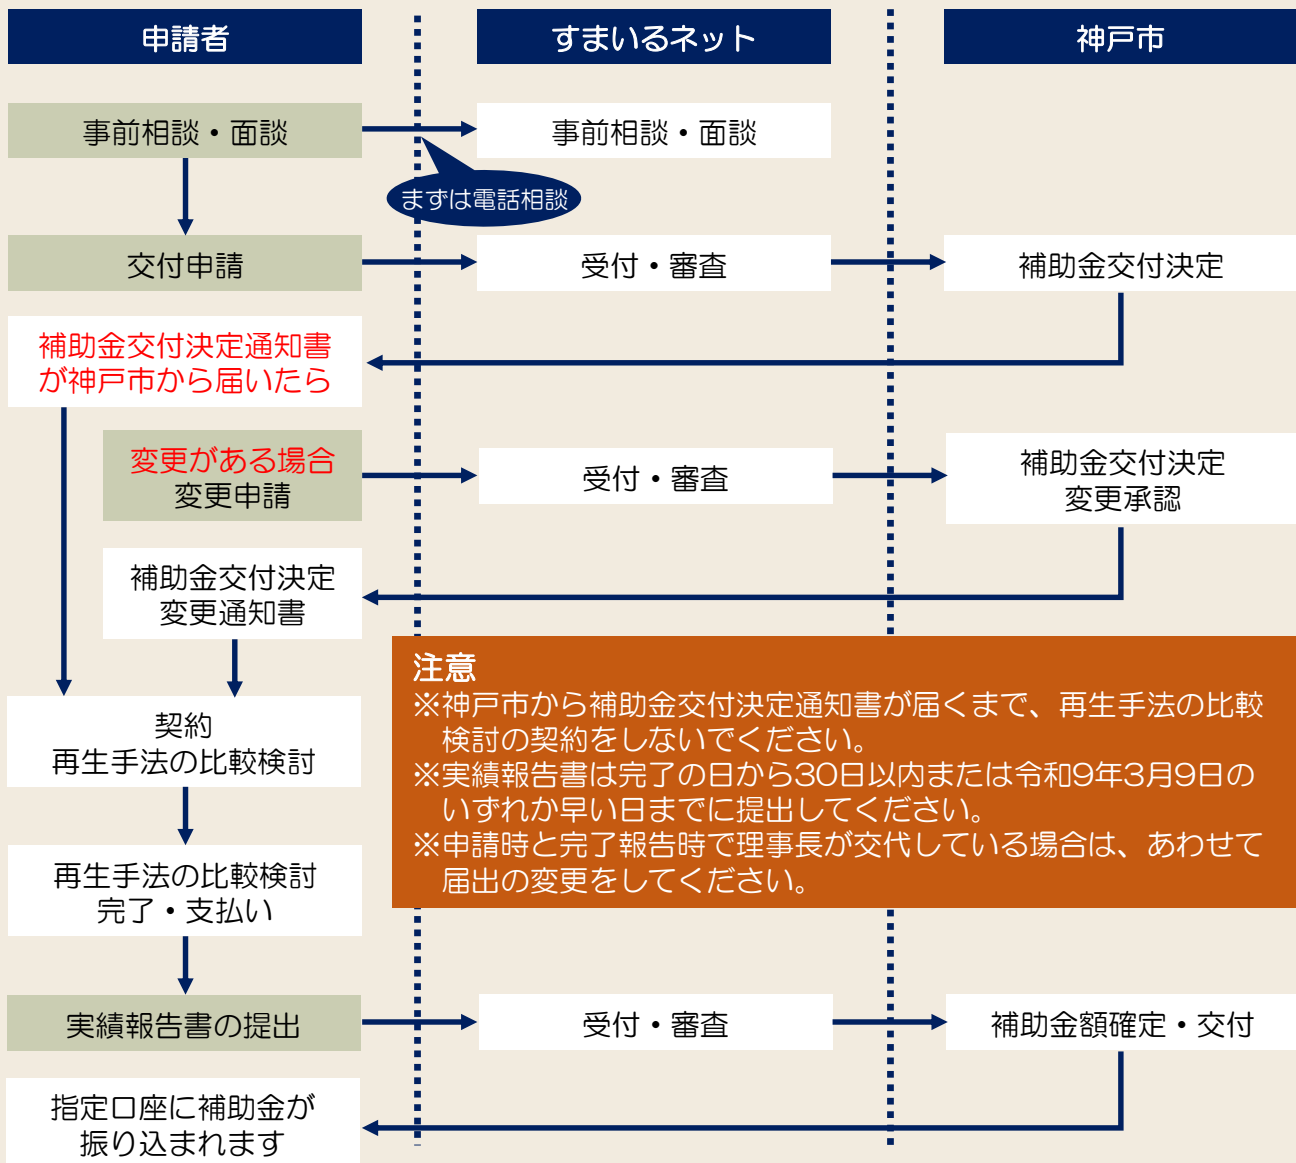 申請者
すまいるネット
神戸市
事前相談・面談
事前相談・面談
まずは電話相談
交付申請
受付・審査
補助金交付決定
補助金交付決定通知書
が神戸市から届いたら
変更がある場合
変更申請
受付・審査
補助金交付決定
変更承認
補助金交付決定
変更通知書
注意
※神戸市から補助金交付決定通知書が届くまで、再生手法の比較
検討の契約をしないでください。
※実績報告書は完了の日から30日以内または令和9年3月9日の
いずれか早い日までに提出してください。
※申請時と完了報告時で理事長が交代している場合は、あわせて
届出の変更をしてください。
契約
再生手法の比較検討
再生手法の比較検討
完了・支払い
実績報告書の提出
受付・審査
補助金額確定・交付
指定口座に補助金が
振り込まれます